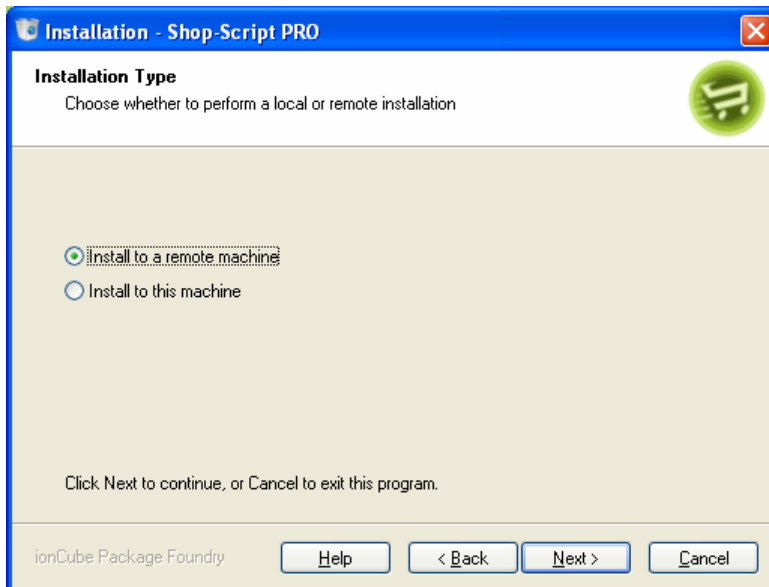 Installation - Shop-Script PRO
Installation Type
Choose whether to perform a local or remote installation
Install to a remote machine
Install to this machine
Click Next to continue, or Cancel to exit this program.
ionCube Package Foundry Help < Back Next > Cancel